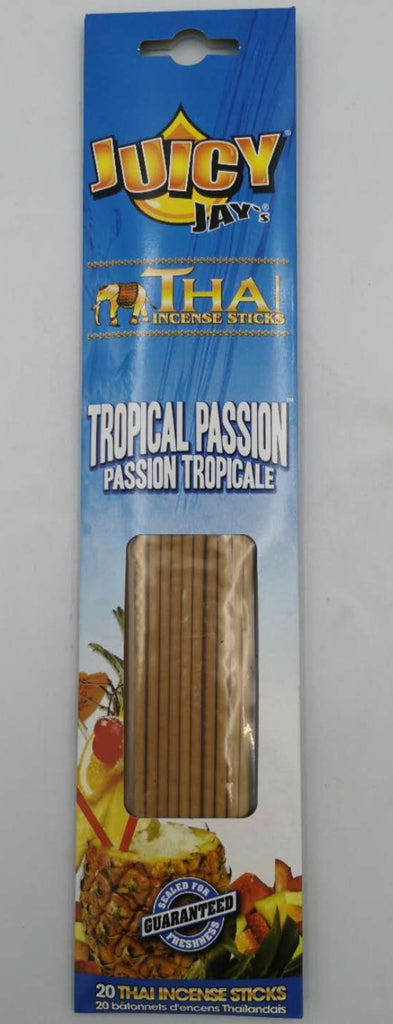 JUICY®
JAY's®
THAI
INCENSE STICKS
TROPICAL PASSION™
PASSION TROPICALE
SEALED FOR
GUARANTEED
FRESHNESS
20 THAI INCENSE STICKS
20 bâtonnets d'encens Thaïlandais